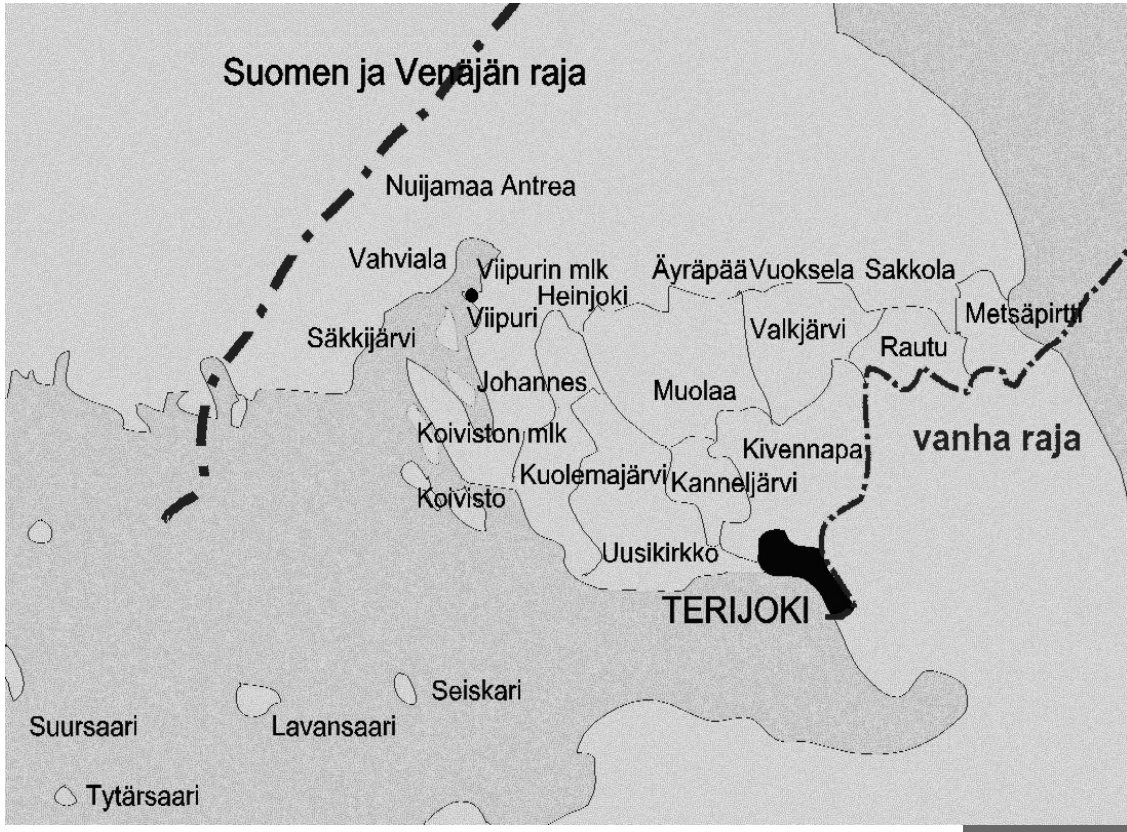 Suomen ja Venäjän raja
Nuijamaa Antrea
Vahviala
Viipurin mlk
Äyräpää Vuoksela Sakkola
Heinjoki
Metsäpirtti
Viipuri
Säkkijärvi
Valkjärvi
Rautu
Johannes
Muolaa
Koiviston mlk
Kivennapa
vanha raja
Kuolemajärvi
Kanneljärvi
Koivisto
Uusikirkko
TERIJOKI
Seiskari
Suursaari
Lavansaari
Tytärsaari